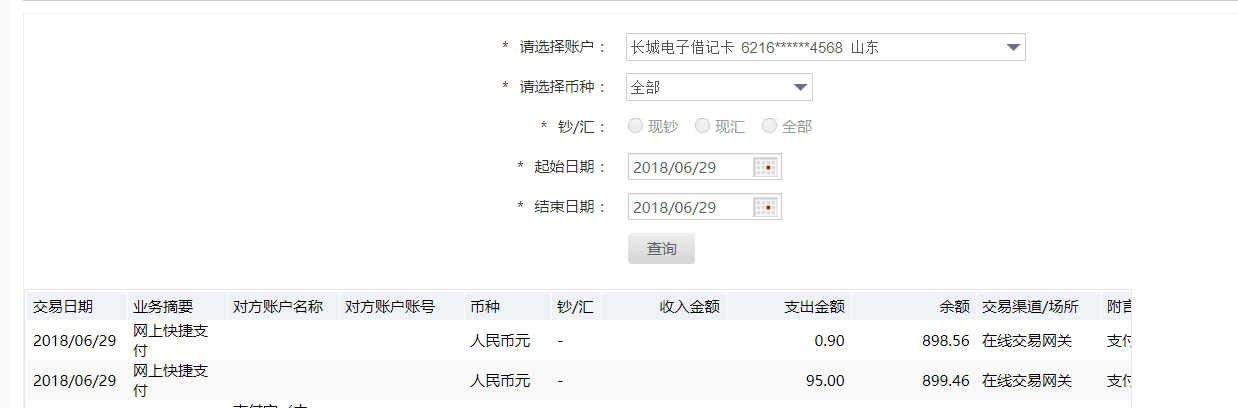 * 请选择账户： 长城电子借记卡 6216******4568 山东
* 请选择币种： 全部
* 钞/汇： 现钞 现汇 全部
* 起始日期： 2018/06/29
* 结束日期： 2018/06/29
查询
交易日期 业务摘要 对方账户名称 对方账户账号 币种 钞/汇 收入金额 支出金额 余额 交易渠道/场所 附言
2018/06/29 网上快捷支付 人民币元 - 0.90 898.56 在线交易网关 支付
2018/06/29 网上快捷支付 人民币元 - 95.00 899.46 在线交易网关 支付